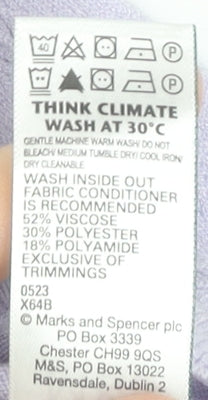 40 P
P
THINK CLIMATE
WASH AT 30°C
GENTLE MACHINE WARM WASH/ DO NOT
BLEACH/ MEDIUM TUMBLE DRY/ COOL IRON/
DRY CLEANABLE
WASH INSIDE OUT
FABRIC CONDITIONER
IS RECOMMENDED
52% VISCOSE
30% POLYESTER
18% POLYAMIDE
EXCLUSIVE OF
TRIMMINGS
0523
X64B
© Marks and Spencer plc
PO Box 3339
Chester CH99 9QS
M&S, PO Box 13022
Ravensdale, Dublin 2